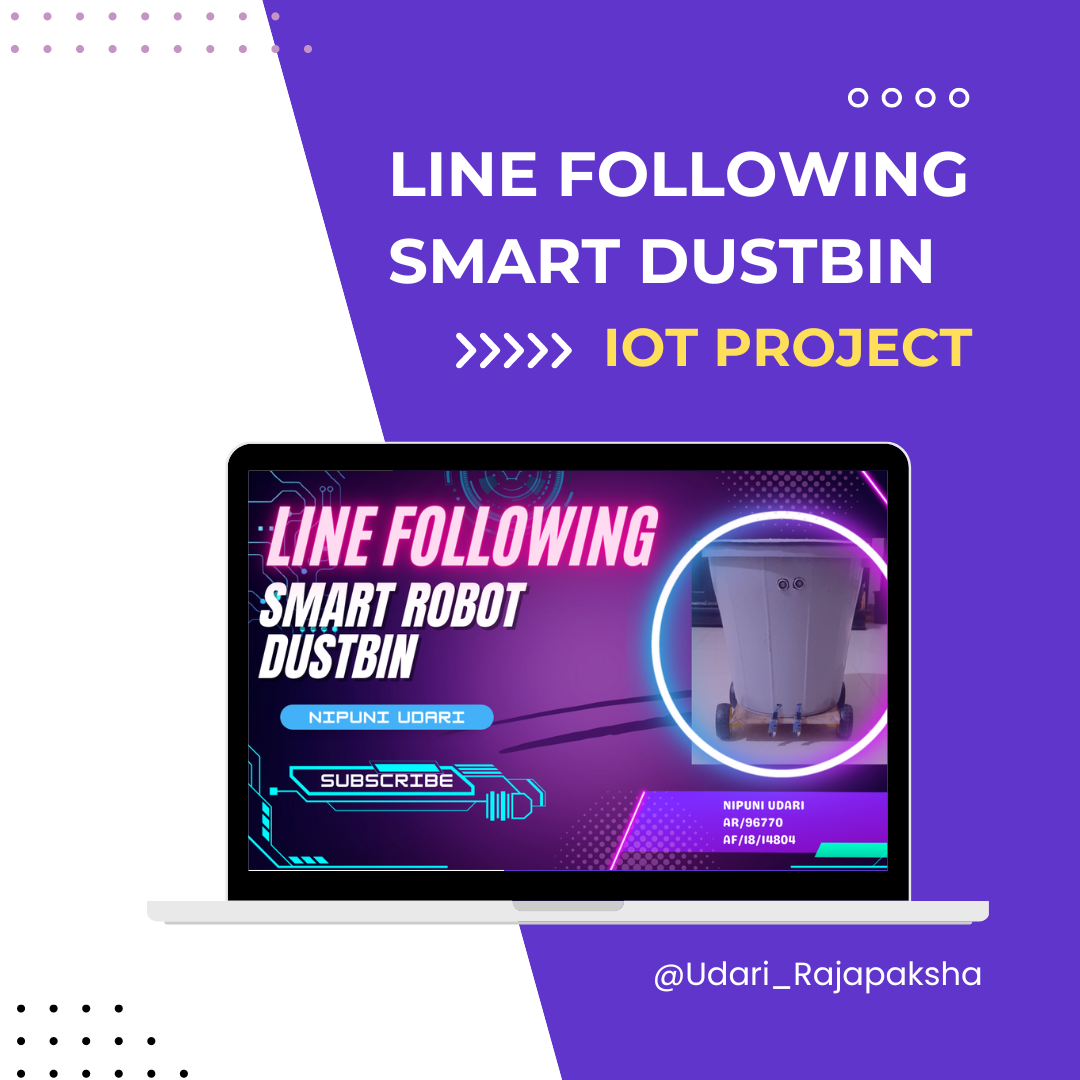 LINE FOLLOWING
SMART DUSTBIN
IOT PROJECT
LINE FOLLOWING
SMART ROBOT
DUSTBIN
NIPUNI UDARI
SUBSCRIBE
NIPUNI UDARI
AR/96770
AF/18/14804
@Udari_Rajapaksha